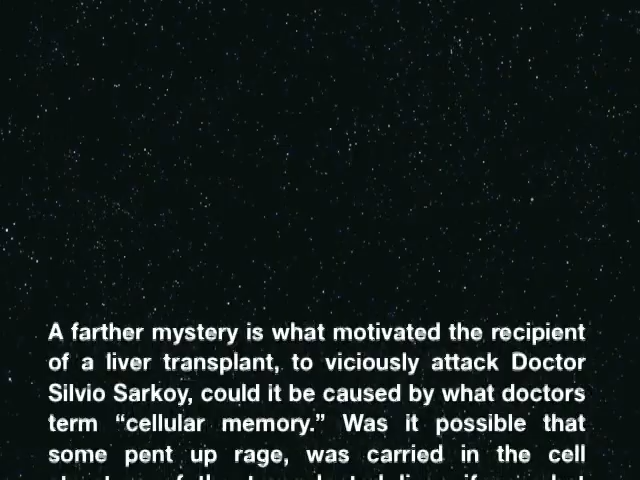 A farther mystery is what motivated the recipient
of a liver transplant, to viciously attack Doctor
Silvio Sarkoy, could it be caused by what doctors
term “cellular memory.” Was it possible that
some pent up rage, was carried in the cell